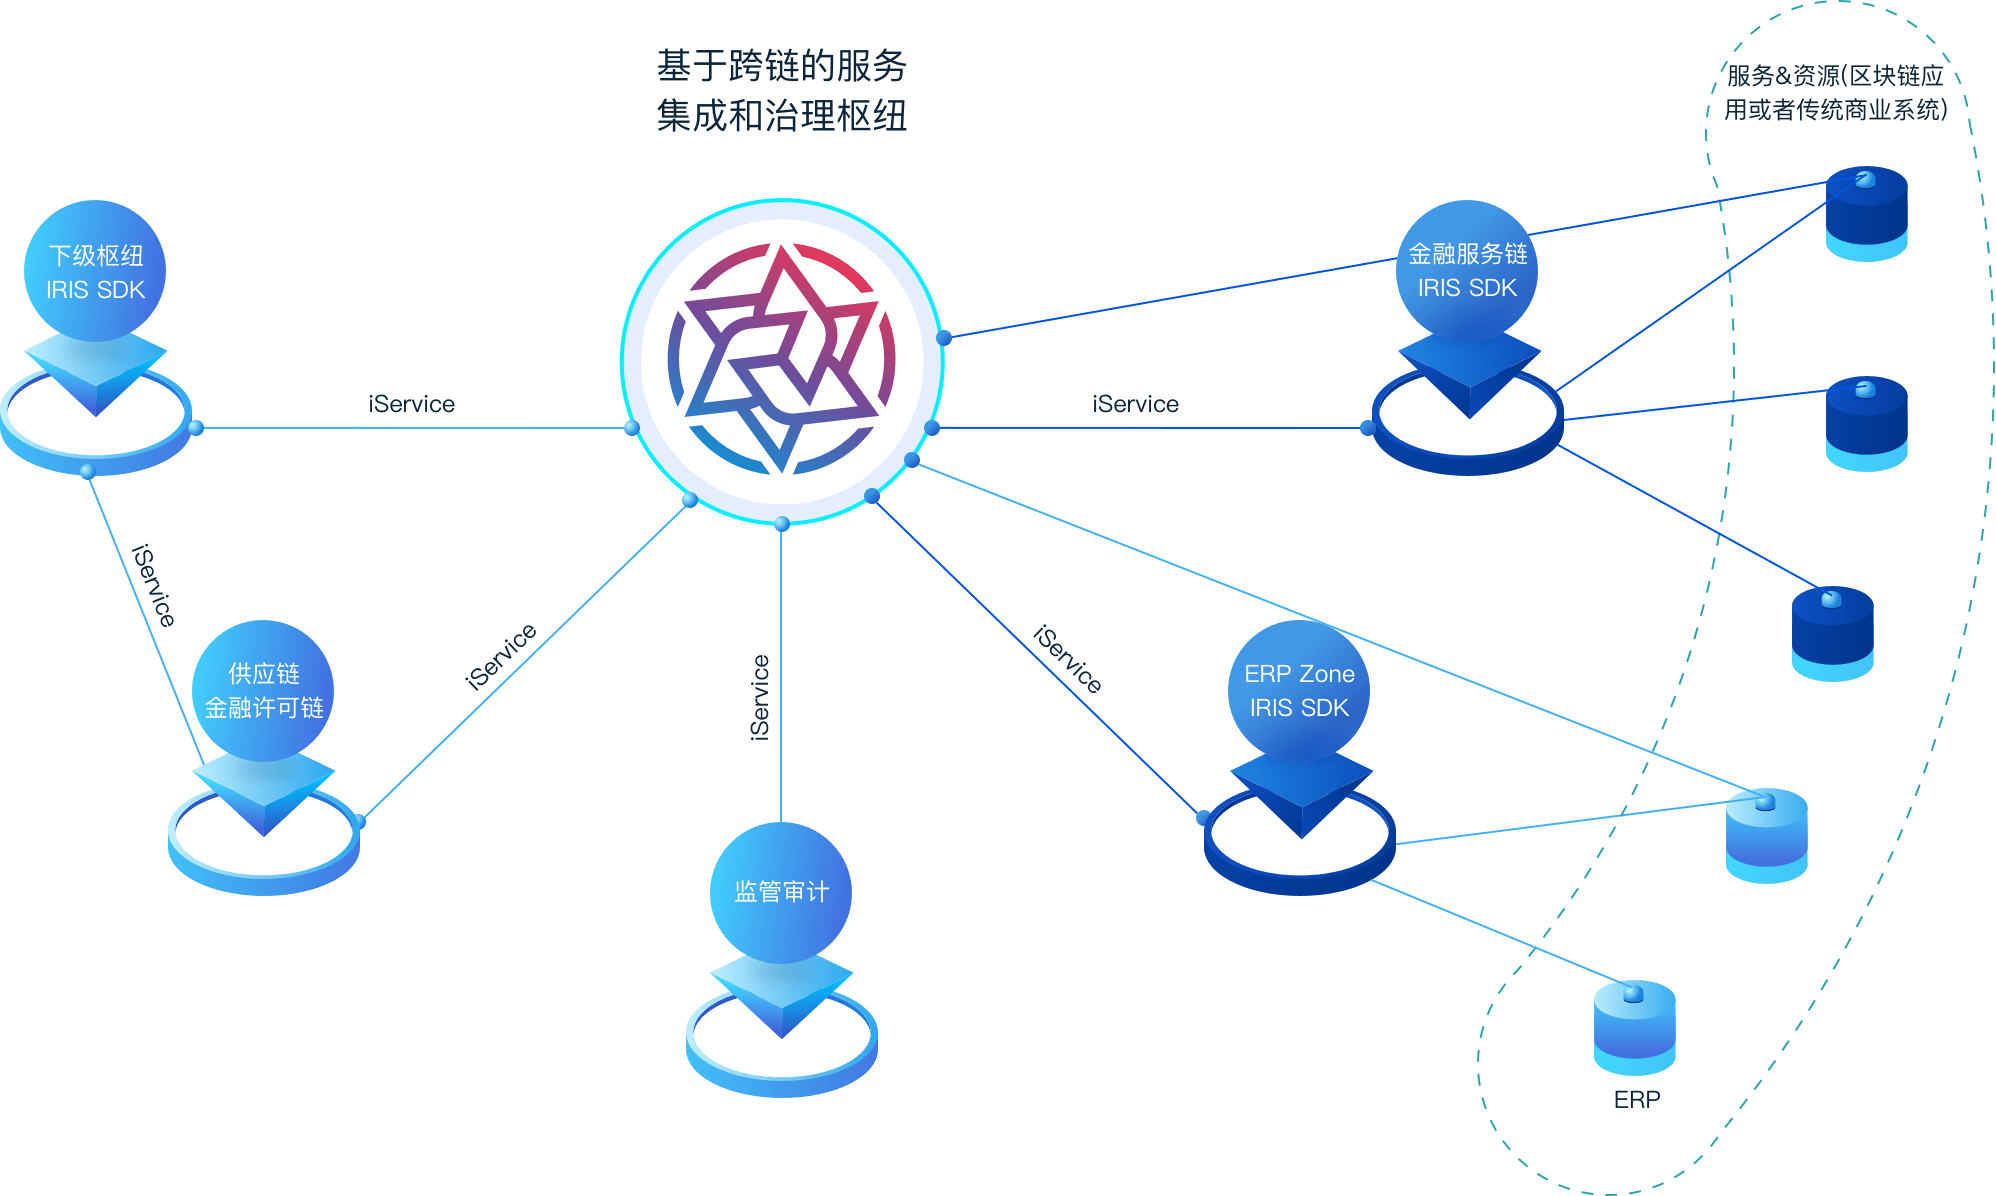 基于跨链的服务
集成和治理枢纽
服务&资源(区块链应
用或者传统商业系统)
下级枢纽
IRIS SDK
金融服务链
IRIS SDK
iService
iService
iService
iService
iService
iService
供应链
金融许可链
ERP Zone
IRIS SDK
监管审计
ERP